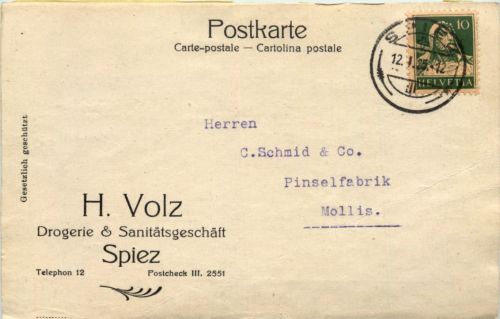 Postkarte
Carte-postale — Cartolina postale
10
HELVETIA
SPIEZ
Herren
C.Schmid & Co.
Pinselfabrik
Mollis.
Gesetzlich geschützt
H. Volz
Drogerie & Sanitätsgeschäft
Spiez
Telephon 12 Postcheck III. 2551